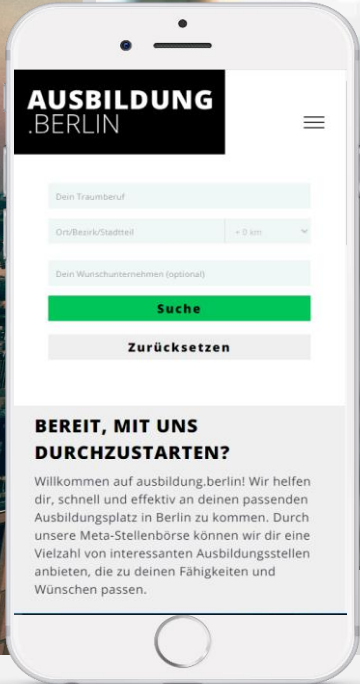 AUSBILDUNG
.BERLIN
Dein Traumberuf
Ort/Bezirk/Stadtteil + 0 km
Dein Wunschunternehmen (optional)
Suche
Zurücksetzen
BEREIT, MIT UNS
DURCHZUSTARTEN?
Willkommen auf ausbildung.berlin! Wir helfen
dir, schnell und effektiv an deinen passenden
Ausbildungsplatz in Berlin zu kommen. Durch
unsere Meta-Stellenbörse können wir dir eine
Vielzahl von interessanten Ausbildungsstellen
anbieten, die zu deinen Fähigkeiten und
Wünschen passen.